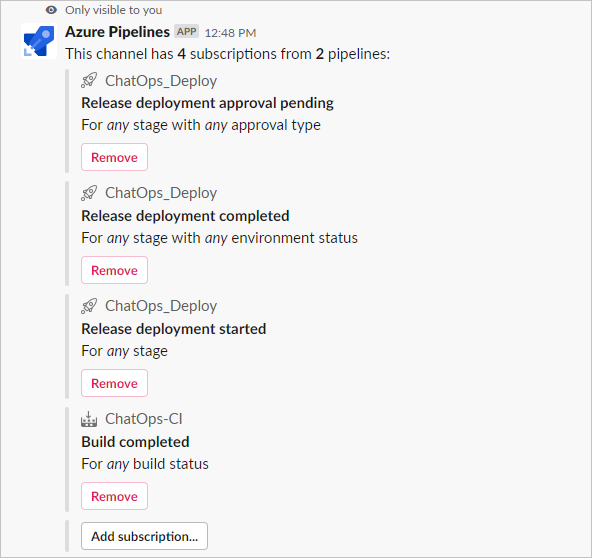 Only visible to you
Azure Pipelines APP 12:48 PM
This channel has 4 subscriptions from 2 pipelines:
ChatOps_Deploy
Release deployment approval pending
For any stage with any approval type
Remove
ChatOps_Deploy
Release deployment completed
For any stage with any environment status
Remove
ChatOps_Deploy
Release deployment started
For any stage
Remove
ChatOps-CI
Build completed
For any build status
Remove
Add subscription...